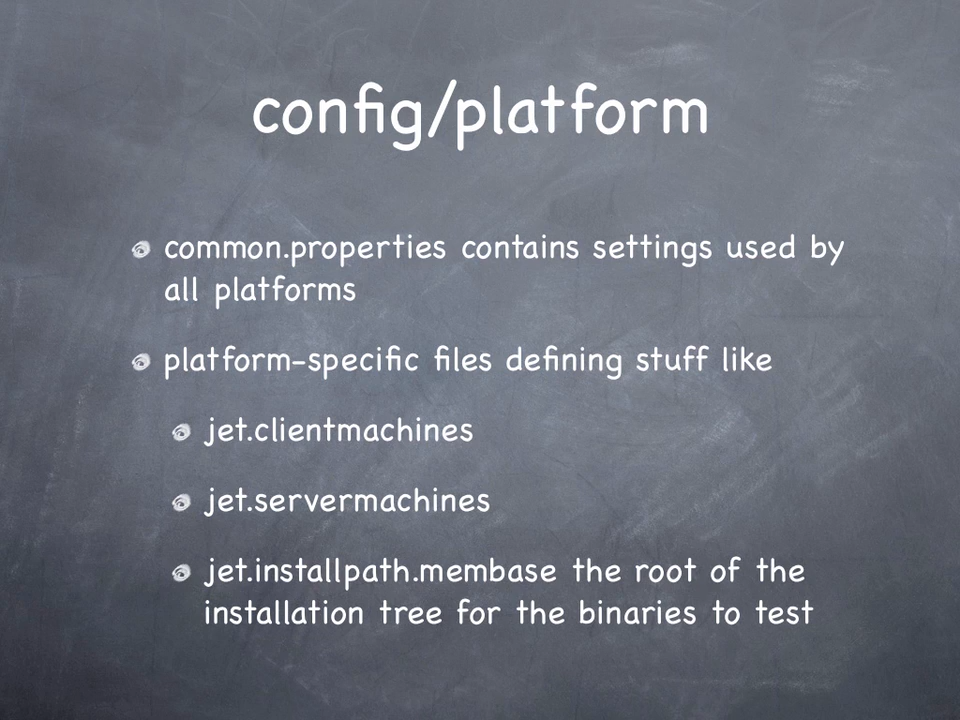 config/platform
common.properties contains settings used by
all platforms
platform-specific files defining stuff like
jet.clientmachines
jet.servermachines
jet.installpath.membase the root of the
installation tree for the binaries to test